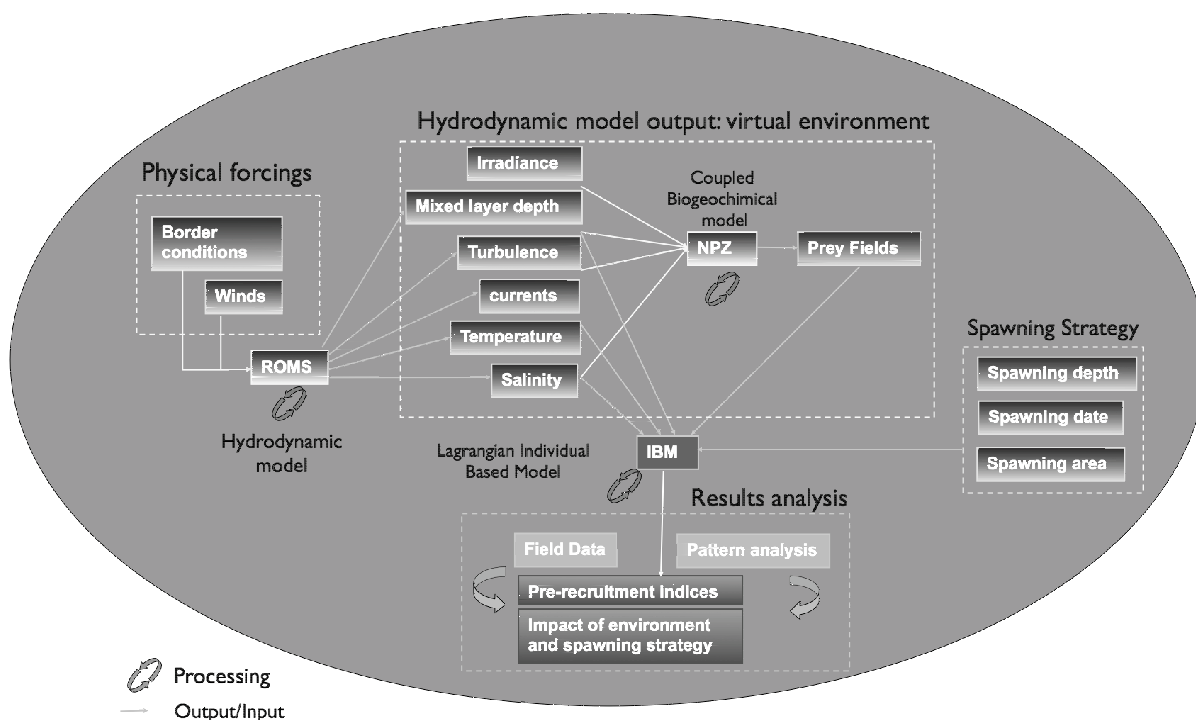 Hydrodynamic model output: virtual environment
Physical forcings
Border
conditions
Winds
ROMS
Hydrodynamic
model
Irradiance
Mixed layer depth
Turbulence
currents
Temperature
Salinity
Coupled
Biogeochimical
model
NPZ
Prey Fields
Spawning Strategy
Spawning depth
Spawning date
Spawning area
Lagrangian Individual
Based Model
IBM
Results analysis
Field Data
Pattern analysis
Pre-recruitment indices
Impact of environment
and spawning strategy
Processing
Output/Input